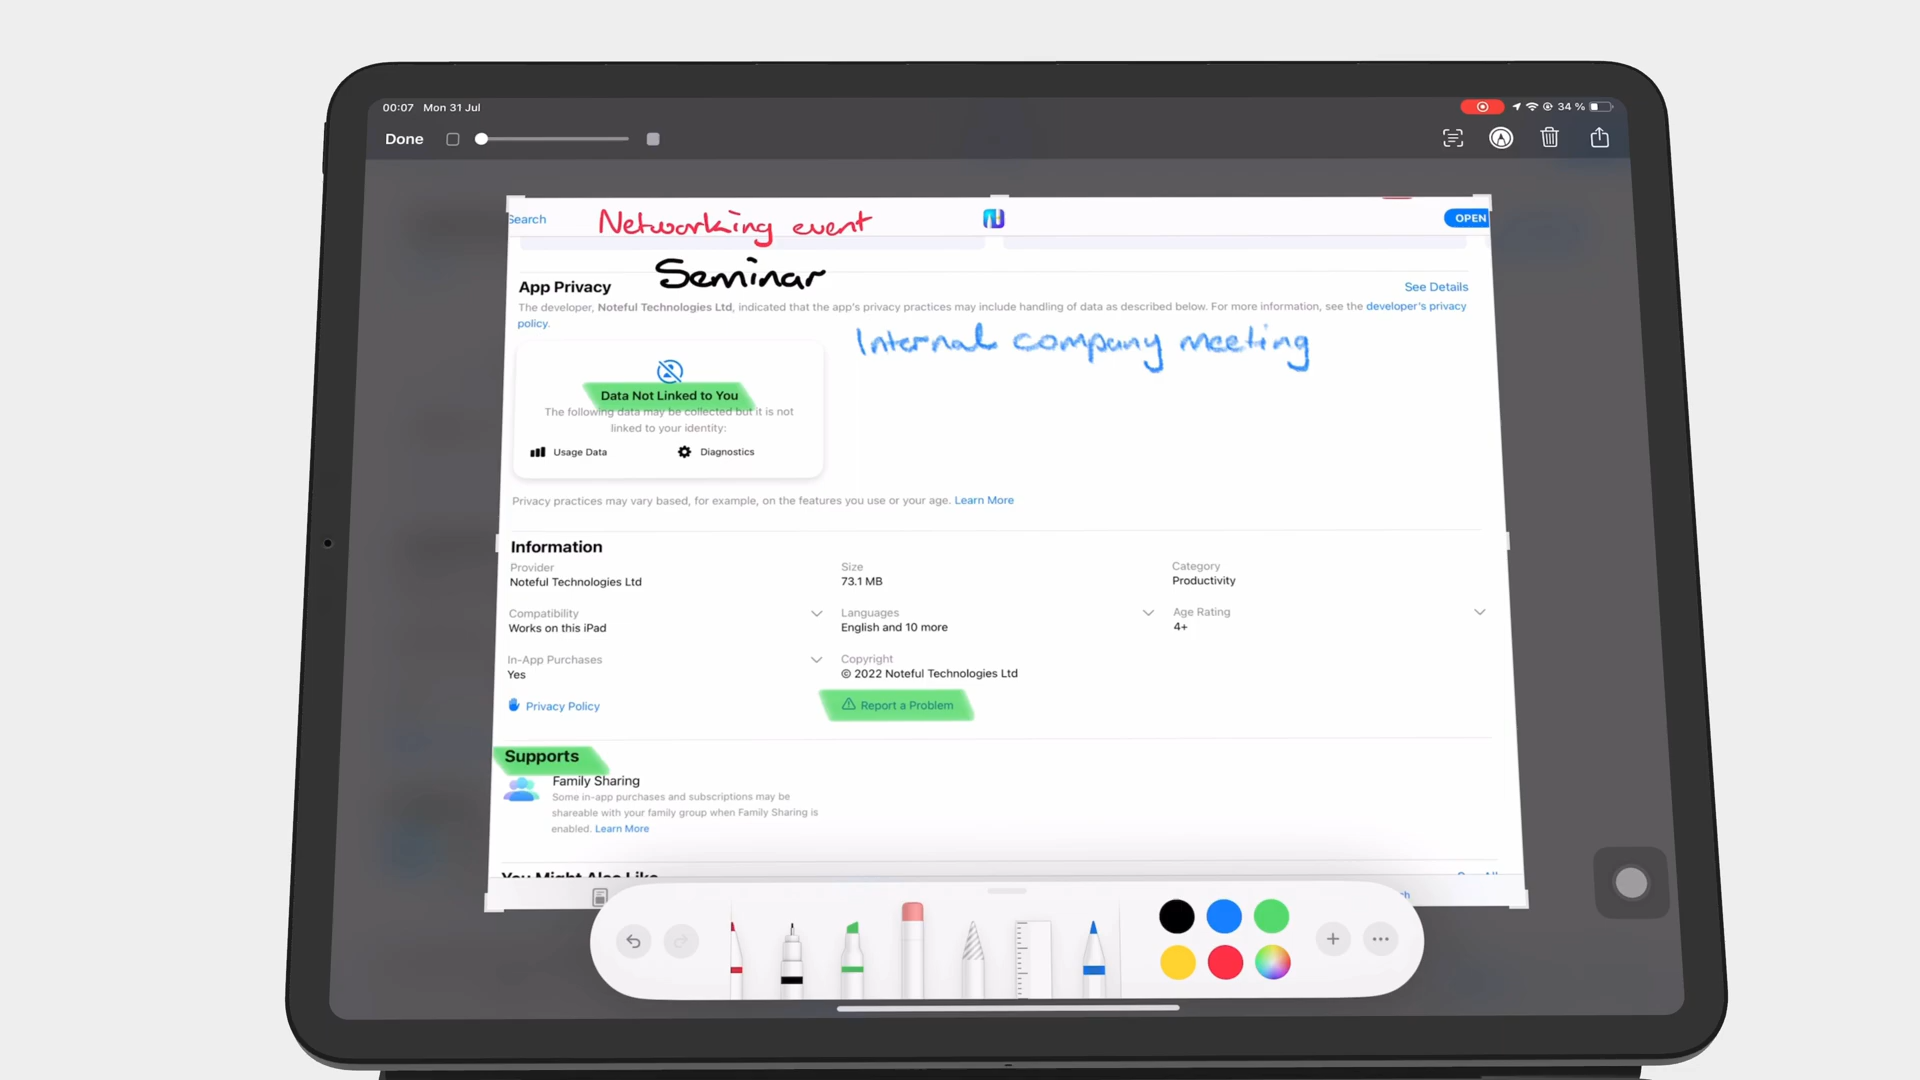 00:07 Mon 31 Jul
34 %
Done
Search
Networking event
OPEN
Seminar
App Privacy
See Details
The developer, Noteful Technologies Ltd, indicated that the app's privacy practices may include handling of data as described below. For more information, see the developer's privacy
policy.
Internal company meeting
Data Not Linked to You
The following data may be collected but it is not
linked to your identity:
Usage Data
Diagnostics
Privacy practices may vary based, for example, on the features you use or your age. Learn More
Information
Provider
Size
Category
Noteful Technologies Ltd
73.1 MB
Productivity
Compatibility
Languages
Age Rating
Works on this iPad
English and 10 more
4+
In-App Purchases
Copyright
Yes
© 2022 Noteful Technologies Ltd
Privacy Policy
Report a Problem
Supports
Family Sharing
Some in-app purchases and subscriptions may be
shareable with your family group when Family Sharing is
enabled. Learn More
You Might Also Like